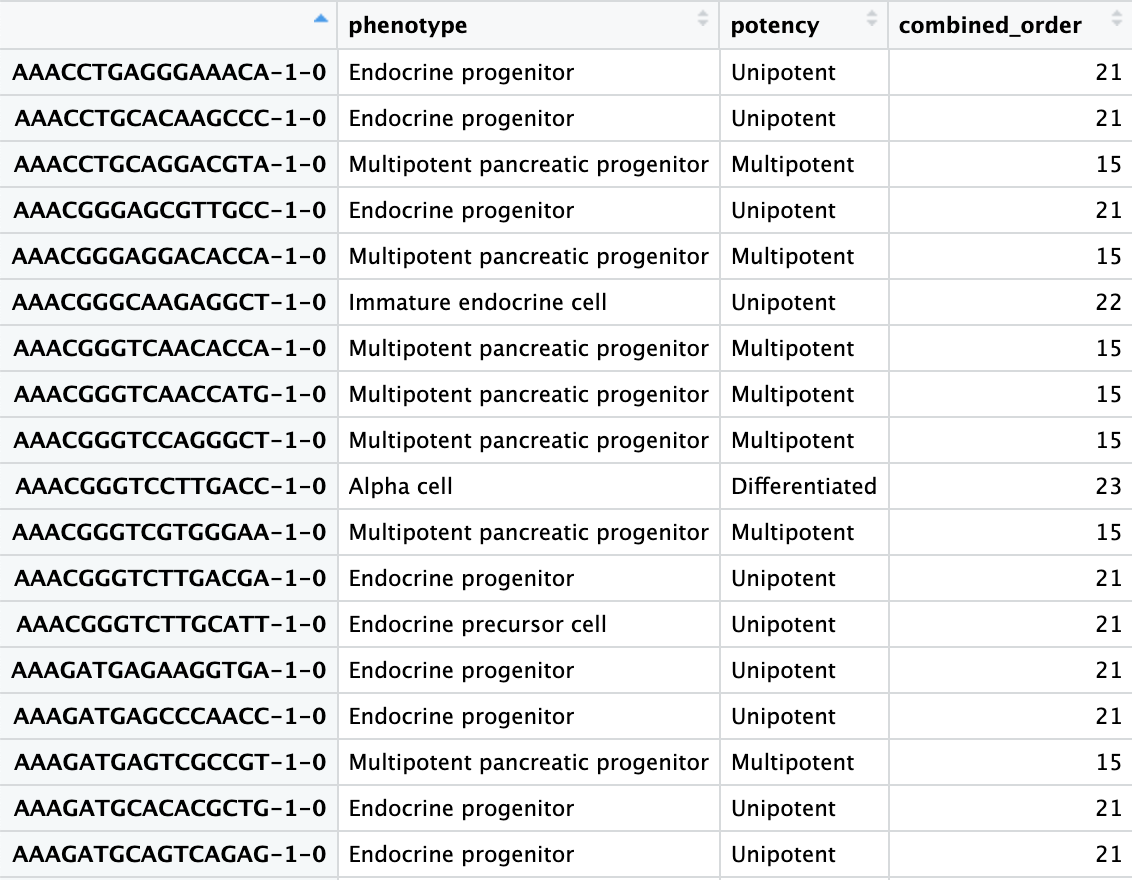 phenotype potency combined_order
AAACCTGAGGGAAACA-1-0 Endocrine progenitor Unipotent 21
AAACCTGCACAAGCCC-1-0 Endocrine progenitor Unipotent 21
AAACCTGCAGGACGTA-1-0 Multipotent pancreatic progenitor Multipotent 15
AAACGGGAGCGTTGCC-1-0 Endocrine progenitor Unipotent 21
AAACGGGAGGACACCA-1-0 Multipotent pancreatic progenitor Multipotent 15
AAACGGGCAAGAGGCT-1-0 Immature endocrine cell Unipotent 22
AAACGGGTCAACACCA-1-0 Multipotent pancreatic progenitor Multipotent 15
AAACGGGTCAACCATG-1-0 Multipotent pancreatic progenitor Multipotent 15
AAACGGGTCCAGGGCT-1-0 Multipotent pancreatic progenitor Multipotent 15
AAACGGGTCCTTGACC-1-0 Alpha cell Differentiated 23
AAACGGGTCGTGGGAA-1-0 Multipotent pancreatic progenitor Multipotent 15
AAACGGGTCTTGACGA-1-0 Endocrine progenitor Unipotent 21
AAACGGGTCTTGCATT-1-0 Endocrine precursor cell Unipotent 21
AAAGATGAGAAGGTGA-1-0 Endocrine progenitor Unipotent 21
AAAGATGAGCCCAACC-1-0 Endocrine progenitor Unipotent 21
AAAGATGAGTCGCCGT-1-0 Multipotent pancreatic progenitor Multipotent 15
AAAGATGCACACGCTG-1-0 Endocrine progenitor Unipotent 21
AAAGATGCAGTCAGAG-1-0 Endocrine progenitor Unipotent 21